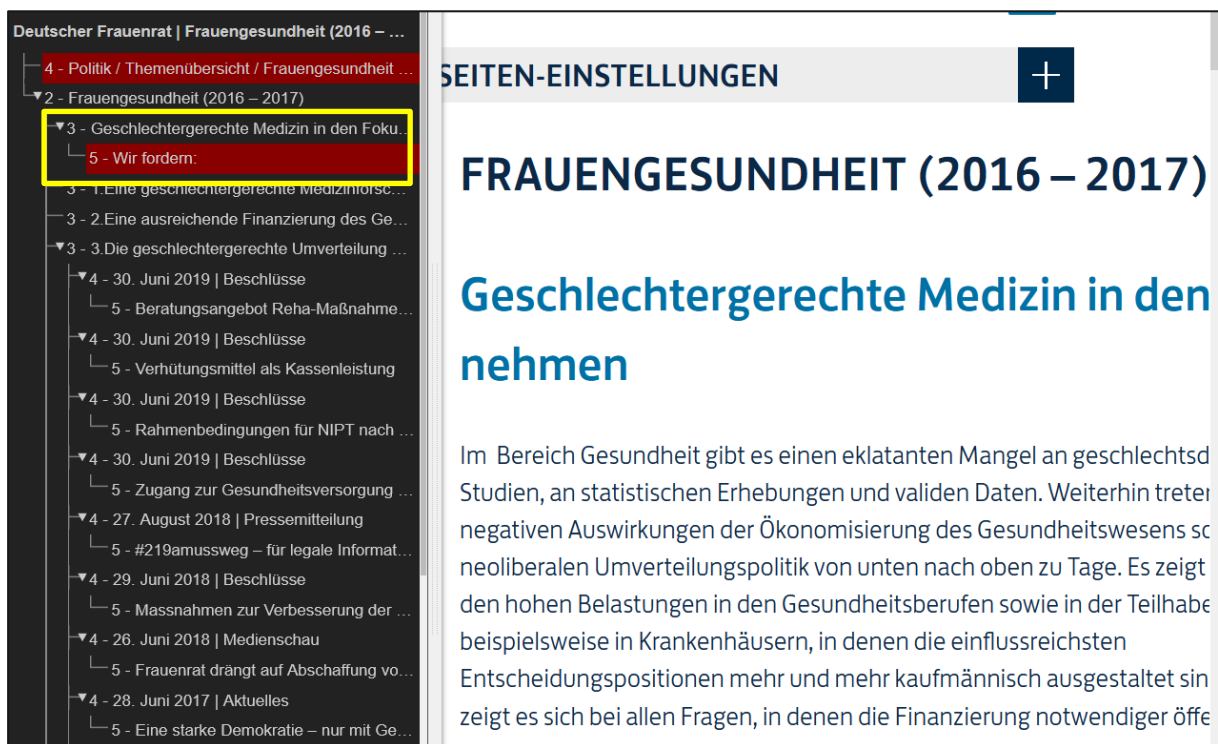 Deutscher Frauenrat | Frauengesundheit (2016 – ...
4 - Politik / Themenübersicht / Frauengesundheit ...
2 - Frauengesundheit (2016 – 2017)
3 - Geschlechtergerechte Medizin in den Foku...
5 - Wir fordern:
3 - 1.Eine geschlechtergerechte Medizinforsc...
3 - 2.Eine ausreichende Finanzierung des Ge...
3 - 3.Die geschlechtergerechte Umverteilung ...
4 - 30. Juni 2019 | Beschlüsse
5 - Beratungsangebot Reha-Maßnahme...
4 - 30. Juni 2019 | Beschlüsse
5 - Verhütungsmittel als Kassenleistung
4 - 30. Juni 2019 | Beschlüsse
5 - Rahmenbedingungen für NIPT nach ...
4 - 30. Juni 2019 | Beschlüsse
5 - Zugang zur Gesundheitsversorgung ...
4 - 27. August 2018 | Pressemitteilung
5 - #219amussweg – für legale Informat...
4 - 29. Juni 2018 | Beschlüsse
5 - Massnahmen zur Verbesserung der ...
4 - 26. Juni 2018 | Medienschau
5 - Frauenrat drängt auf Abschaffung vo...
4 - 28. Juni 2017 | Aktuelles
5 - Eine starke Demokratie – nur mit Ge...
SEITEN-EINSTELLUNGEN +
FRAUENGESUNDHEIT (2016 – 2017)
Geschlechtergerechte Medizin in den
nehmen
Im Bereich Gesundheit gibt es einen eklatanten Mangel an geschlechtsd
Studien, an statistischen Erhebungen und validen Daten. Weiterhin treten
negativen Auswirkungen der Ökonomisierung des Gesundheitswesens so
neoliberalen Umverteilungspolitik von unten nach oben zu Tage. Es zeigt
den hohen Belastungen in den Gesundheitsberufen sowie in der Teilhabe
beispielsweise in Krankenhäusern, in denen die einflussreichsten
Entscheidungspositionen mehr und mehr kaufmännisch ausgestaltet sin
zeigt es sich bei allen Fragen, in denen die Finanzierung notwendiger öffe